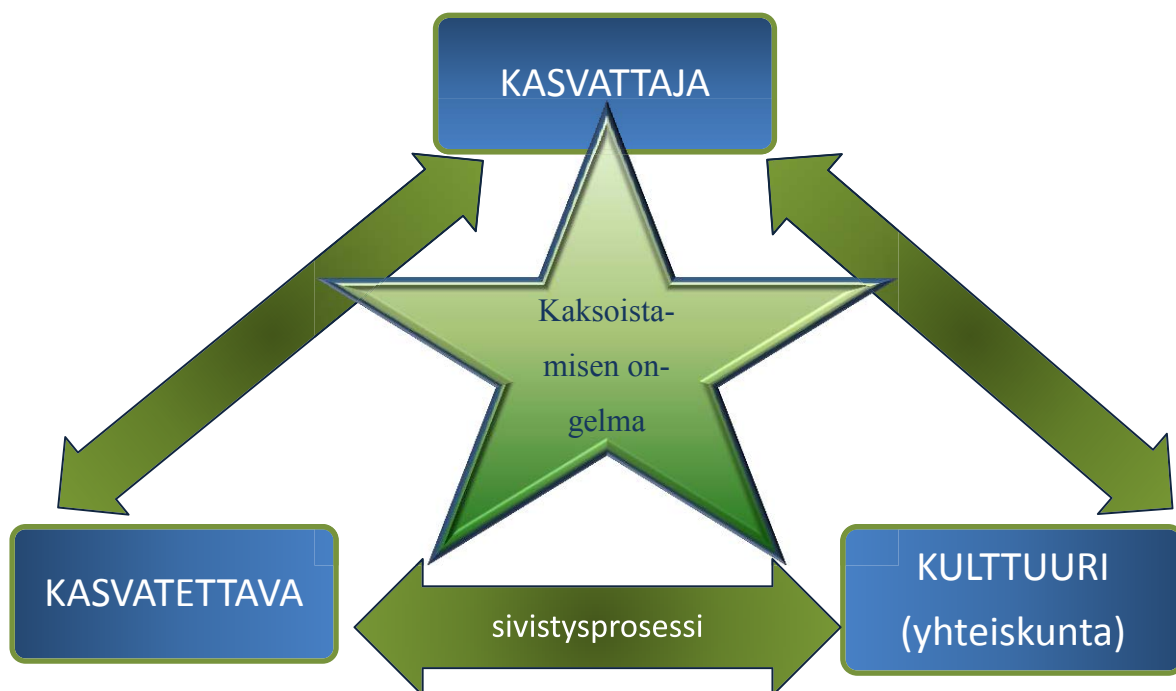 KASVATTAJA
Kaksoista-
misen on-
gelma
KASVATETTAVA
sivistysprosessi
KULTTUURI
(yhteiskunta)